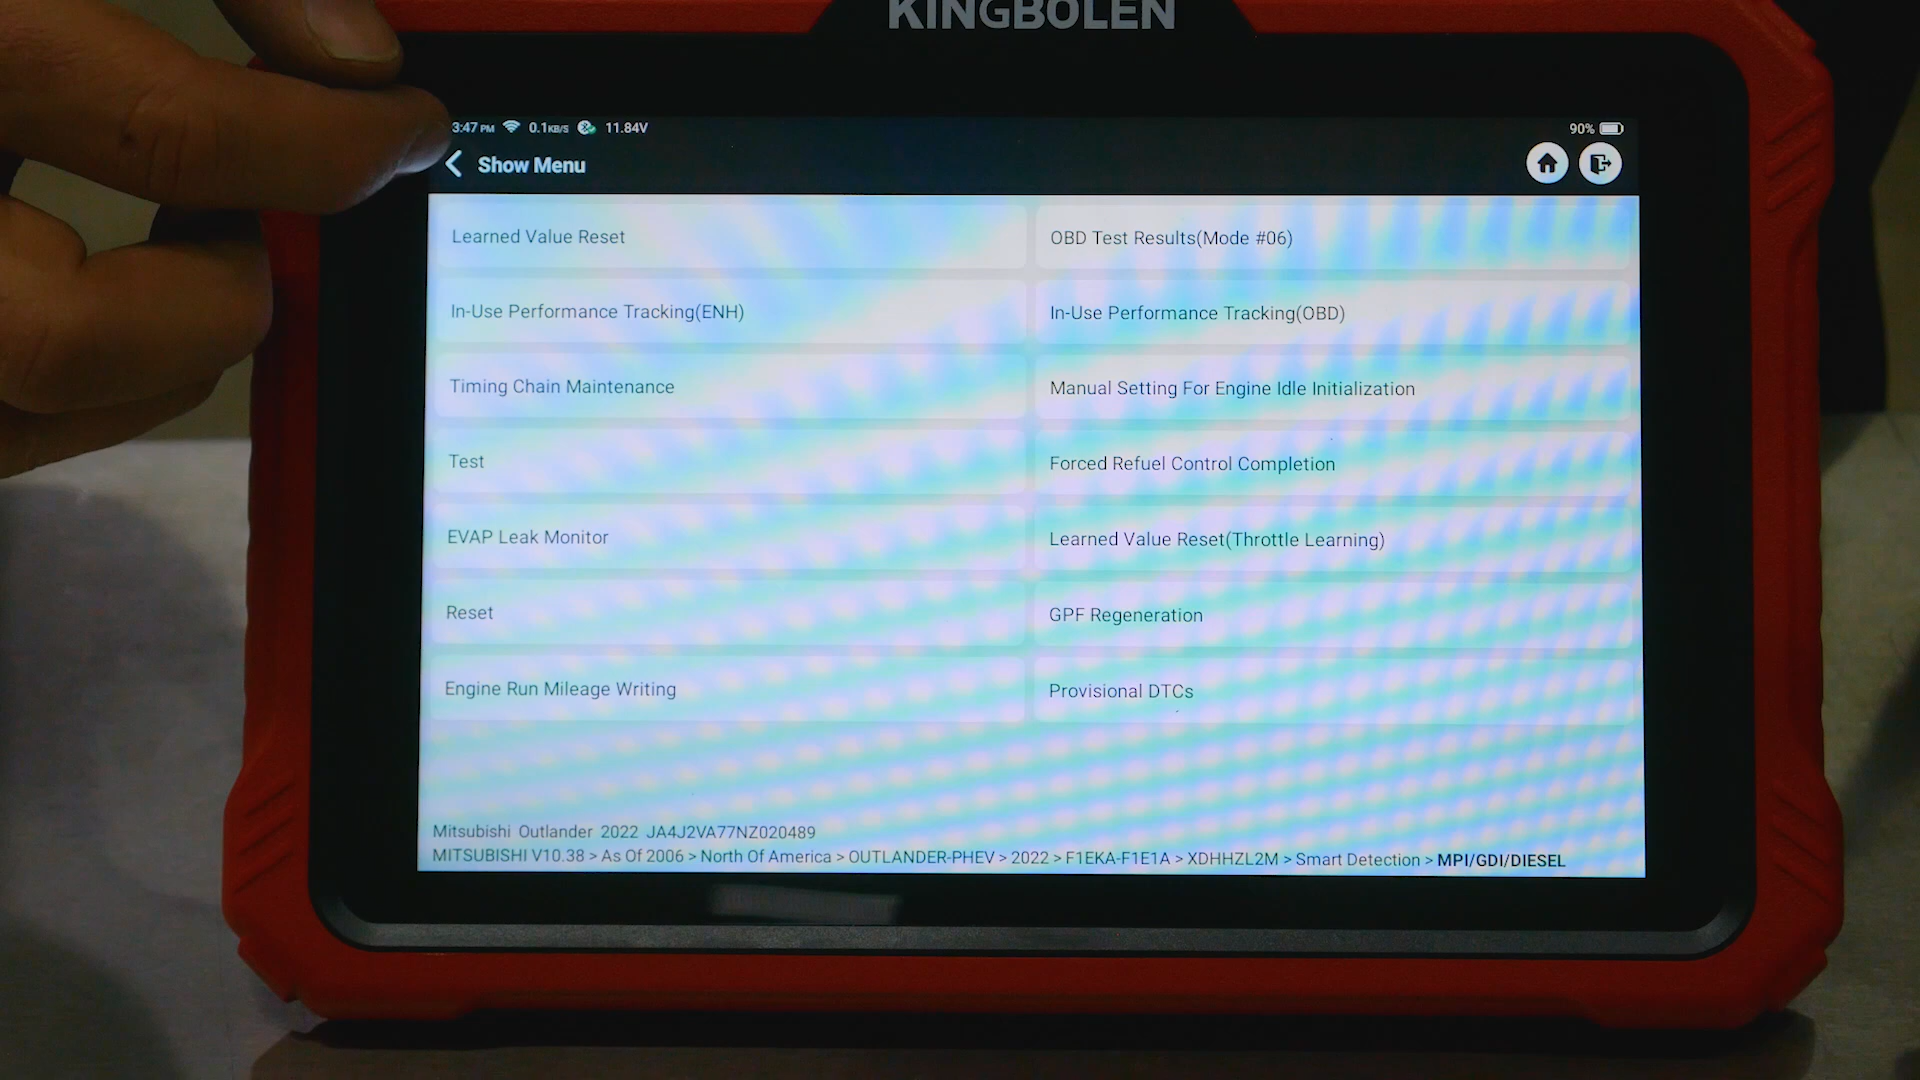 KINGBOLEN
3:47 PM 0.1KB/S 11.84V 90%
Show Menu
Learned Value Reset
OBD Test Results(Mode #06)
In-Use Performance Tracking(ENH)
In-Use Performance Tracking(OBD)
Timing Chain Maintenance
Manual Setting For Engine Idle Initialization
Test
Forced Refuel Control Completion
EVAP Leak Monitor
Learned Value Reset(Throttle Learning)
Reset
GPF Regeneration
Engine Run Mileage Writing
Provisional DTCs
Mitsubishi Outlander 2022 JA4J2VA77NZ020489
MITSUBISHI V10.38 > As Of 2006 > North Of America > OUTLANDER-PHEV > 2022 > F1EKA-F1E1A > XDHHZL2M > Smart Detection > MPI/GDI/DIESEL